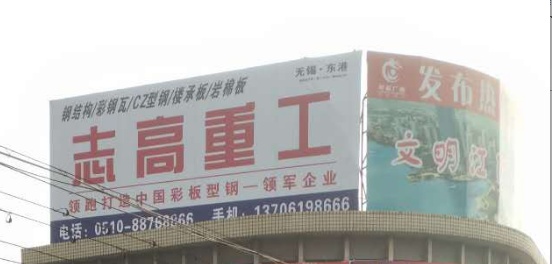 无锡·东港
钢结构/彩钢瓦/CZ型钢/楼承板/岩棉板
志高重工
领跑打造中国彩板型钢一领军企业
电话:0510-88768866 手机:13706198666
发布热
文明江